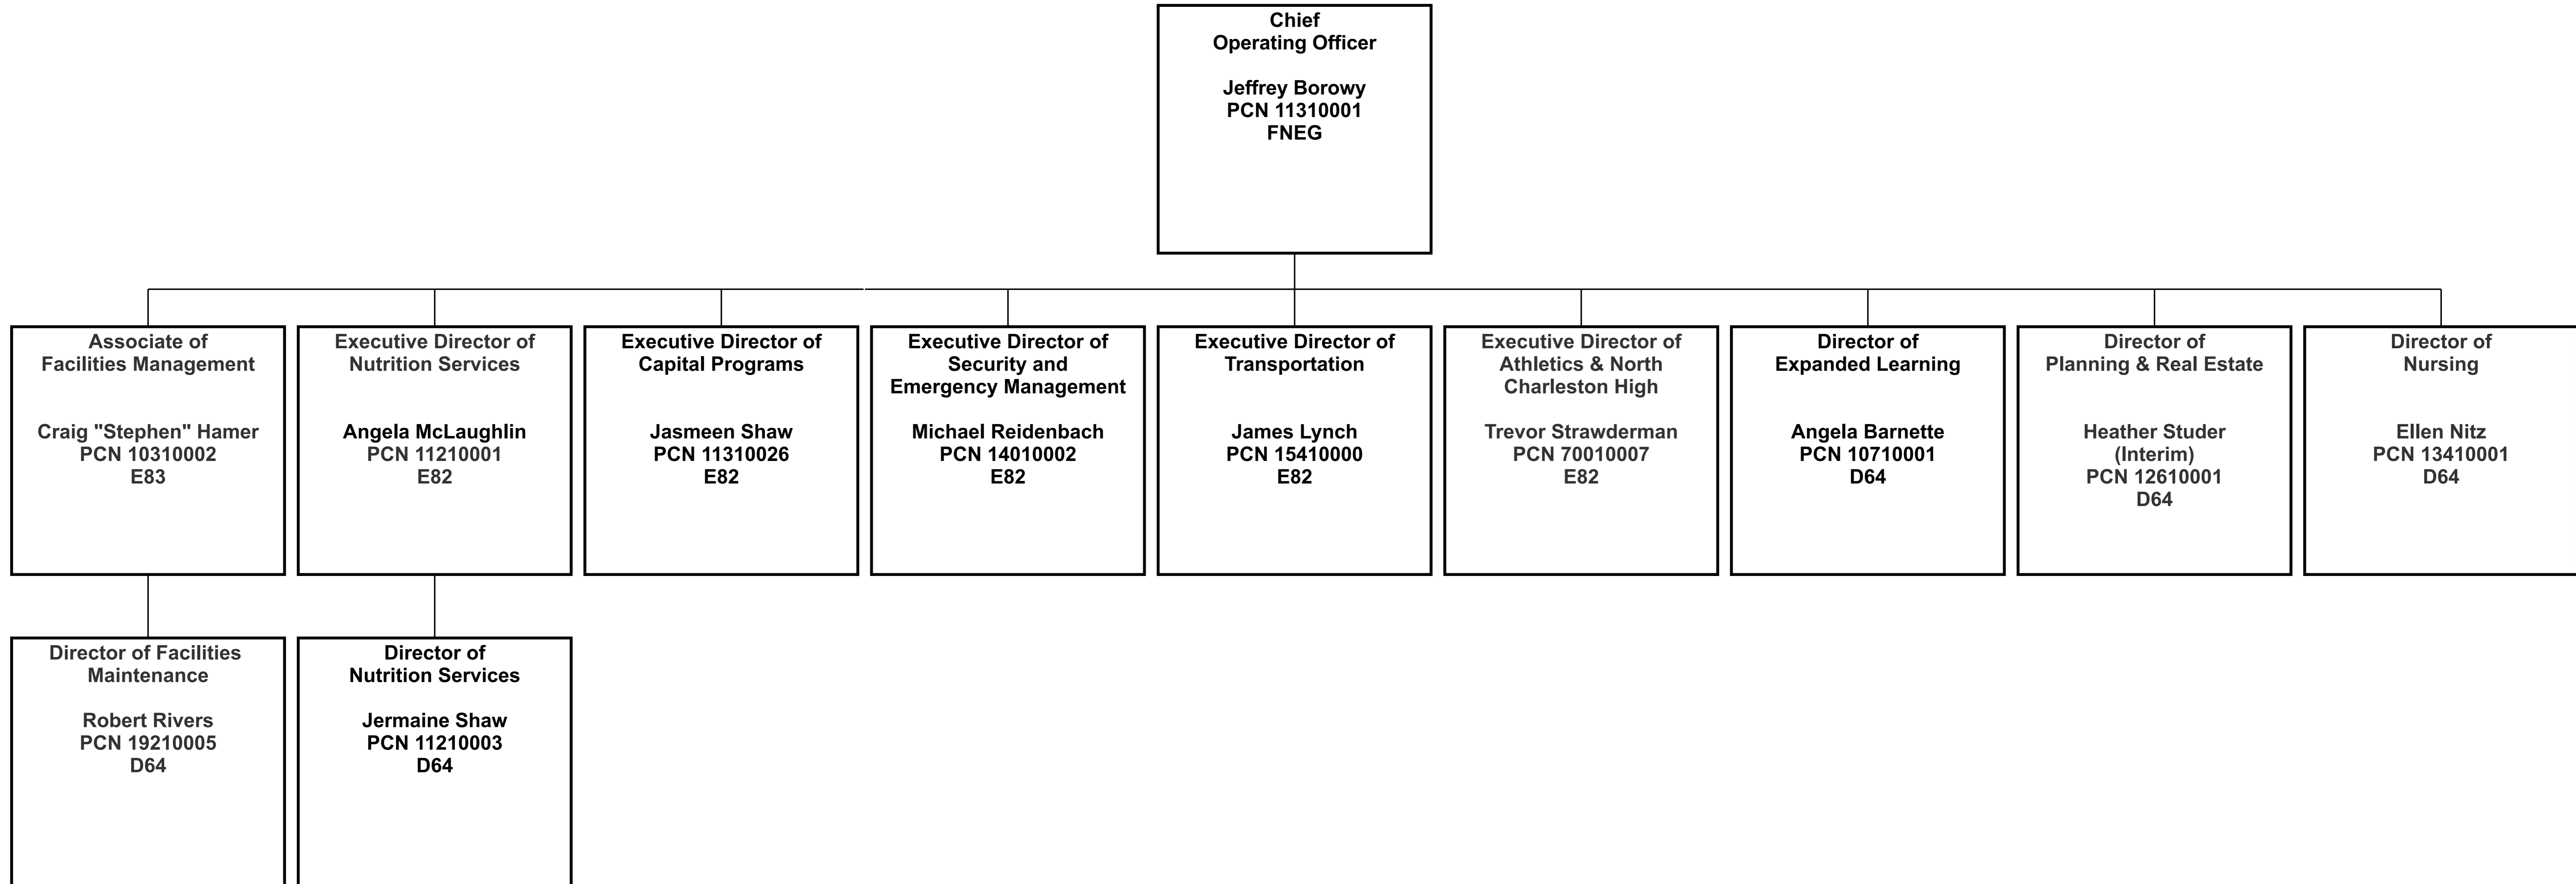 Chief
Operating Officer
Jeffrey Borowy
PCN 11310001
FNEG
Associate of
Facilities Management
Craig "Stephen" Hamer
PCN 10310002
E83
Executive Director of
Nutrition Services
Angela McLaughlin
PCN 11210001
E82
Executive Director of
Capital Programs
Jasmeen Shaw
PCN 11310026
E82
Executive Director of
Security and
Emergency Management
Michael Reidenbach
PCN 14010002
E82
Executive Director of
Transportation
James Lynch
PCN 15410000
E82
Executive Director of
Athletics & North
Charleston High
Trevor Strawderman
PCN 70010007
E82
Director of
Expanded Learning
Angela Barnette
PCN 10710001
D64
Director of
Planning & Real Estate
Heather Studer
(Interim)
PCN 12610001
D64
Director of
Nursing
Ellen Nitz
PCN 13410001
D64
Director of Facilities
Maintenance
Robert Rivers
PCN 19210005
D64
Director of
Nutrition Services
Jermaine Shaw
PCN 11210003
D64